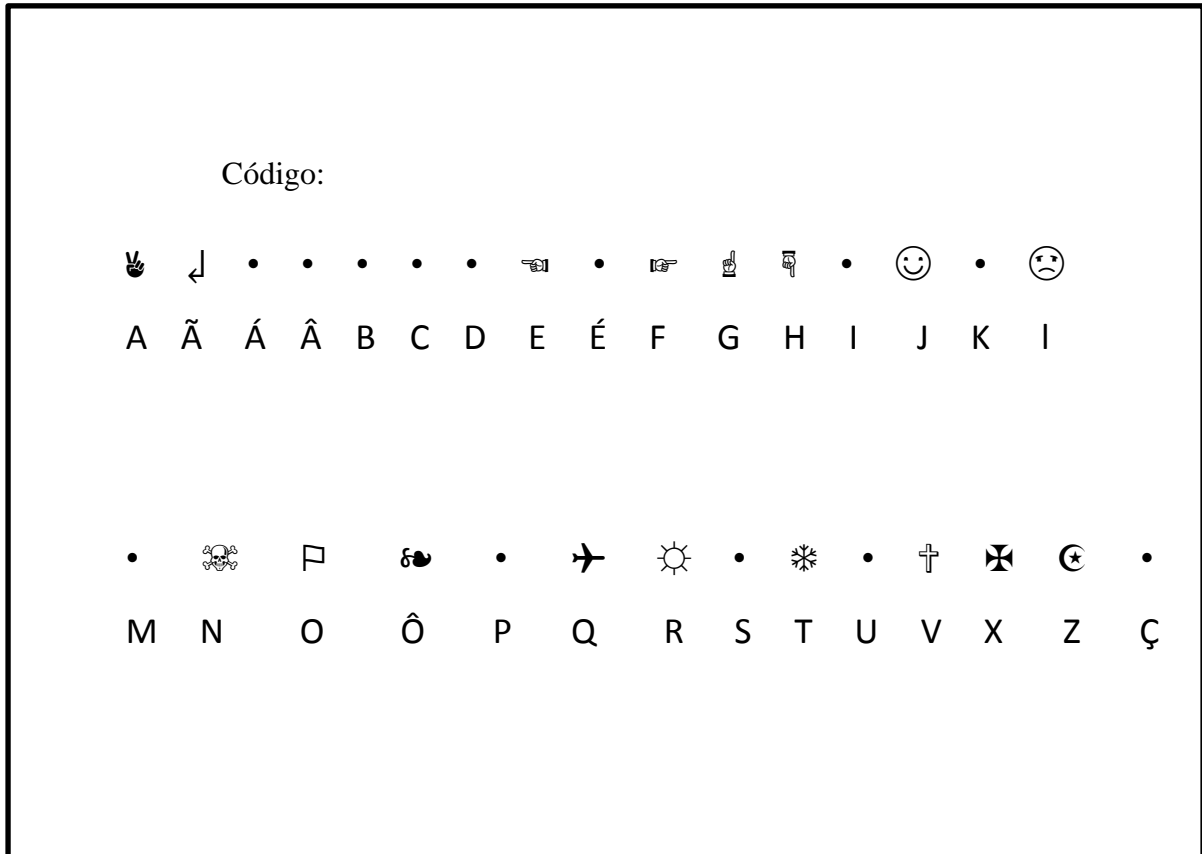 Código:
✌ ↲ • • • • • ☜ • ☞ ☝ ☟ • ☺ • ☹
A Ã Á Â B C D E É F G H I J K l
• ☠ ⚐ ❧ • ✈ ☼ • ❄ • ✞ ✠ ☪ •
M N O Ô P Q R S T U V X Z Ç